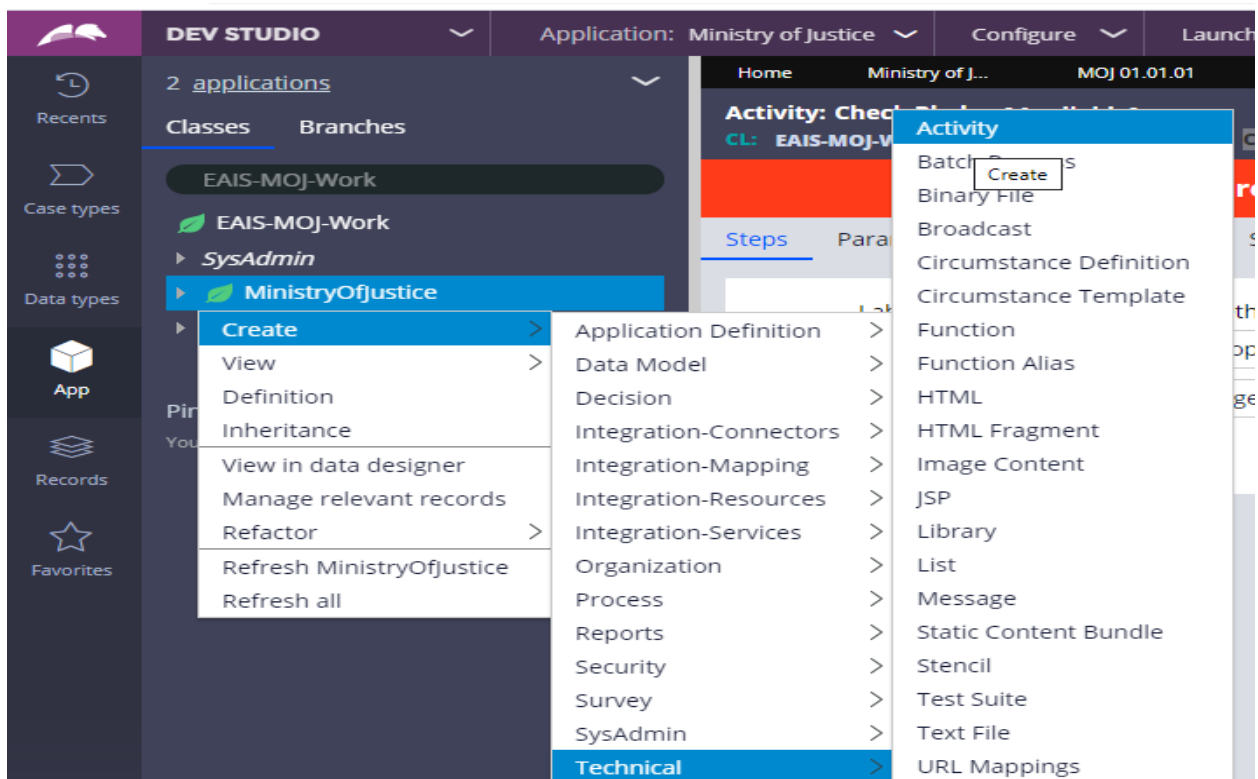 DEV STUDIO
Application: Ministry of Justice
Configure
Launch
Recents
Case types
Data types
App
Records
Favorites
2 applications
Classes Branches
EAIS-MOJ-Work
EAIS-MOJ-Work
SysAdmin
MinistryOfJustice
Home Ministry of J... MOJ 01.01.01
Activity:
CL: EAIS-MOJ-W
Steps
Create
View
Definition
Inheritance
View in data designer
Manage relevant records
Refactor
Refresh MinistryOfJustice
Refresh all
Application Definition
Data Model
Decision
Integration-Connectors
Integration-Mapping
Integration-Resources
Integration-Services
Organization
Process
Reports
Security
Survey
SysAdmin
Technical
Activity
Create
Binary File
Broadcast
Circumstance Definition
Circumstance Template
Function
Function Alias
HTML
HTML Fragment
Image Content
JSP
Library
List
Message
Static Content Bundle
Stencil
Test Suite
Text File
URL Mappings